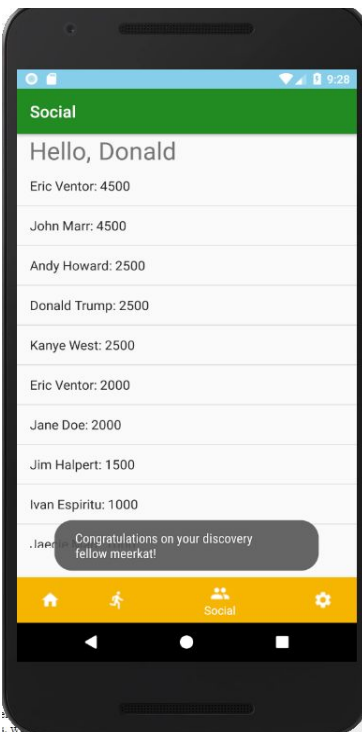 9:28
Social
Hello, Donald
Eric Ventor: 4500
John Marr: 4500
Andy Howard: 2500
Donald Trump: 2500
Kanye West: 2500
Eric Ventor: 2000
Jane Doe: 2000
Jim Halpert: 1500
Ivan Espiritu: 1000
Congratulations on your discovery
fellow meerkat!
Social